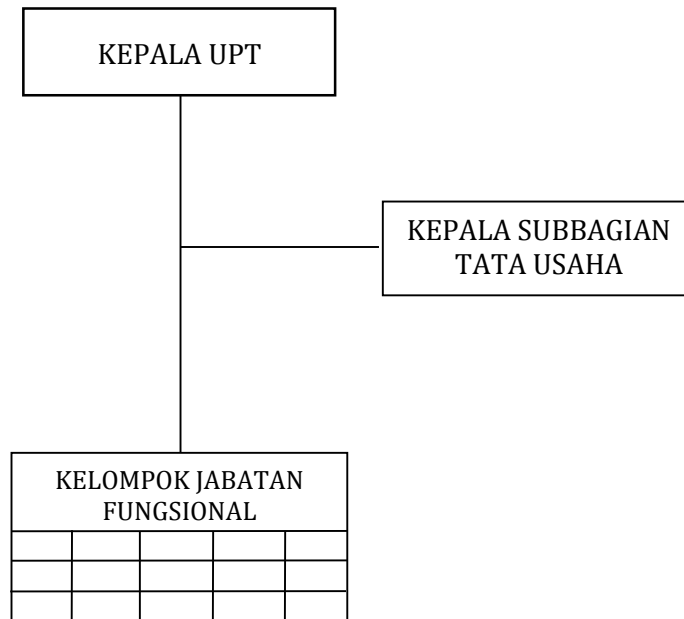 KEPALA UPT
KEPALA SUBBAGIAN
TATA USAHA
KELOMPOK JABATAN
FUNGSIONAL